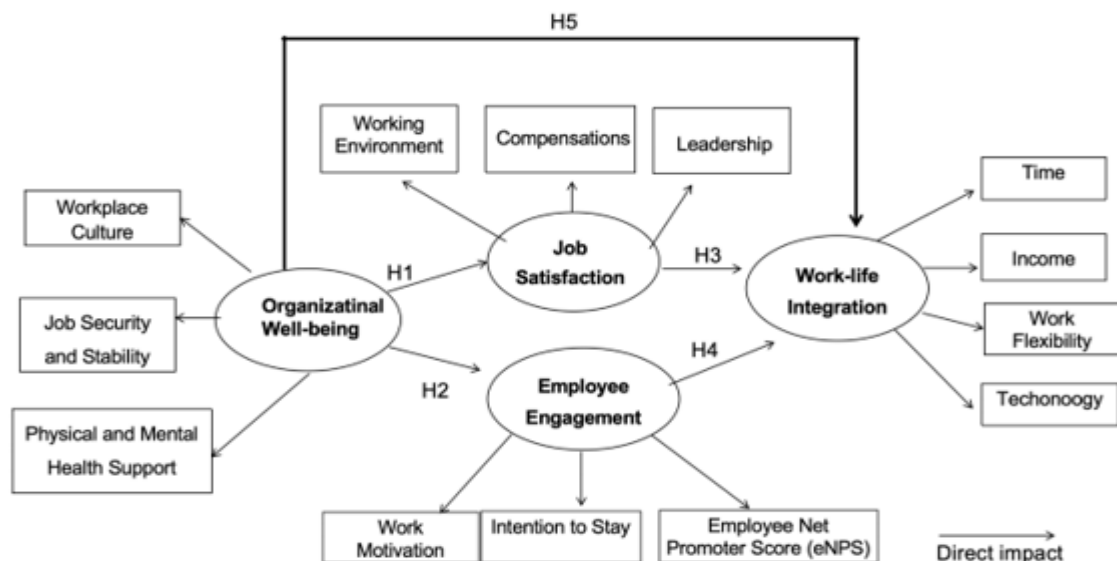 H5
Working
Environment
Compensations
Leadership
Time
Workplace
Culture
Job
Satisfaction
H1
H3
Work-life
Integration
Income
Organizatinal
Well-being
Job Security
and Stability
Work
Flexibility
H2
H4
Employee
Engagement
Techonoogy
Physical and Mental
Health Support
Work
Motivation
Intention to Stay
Employee Net
Promoter Score (eNPS)
Direct impact